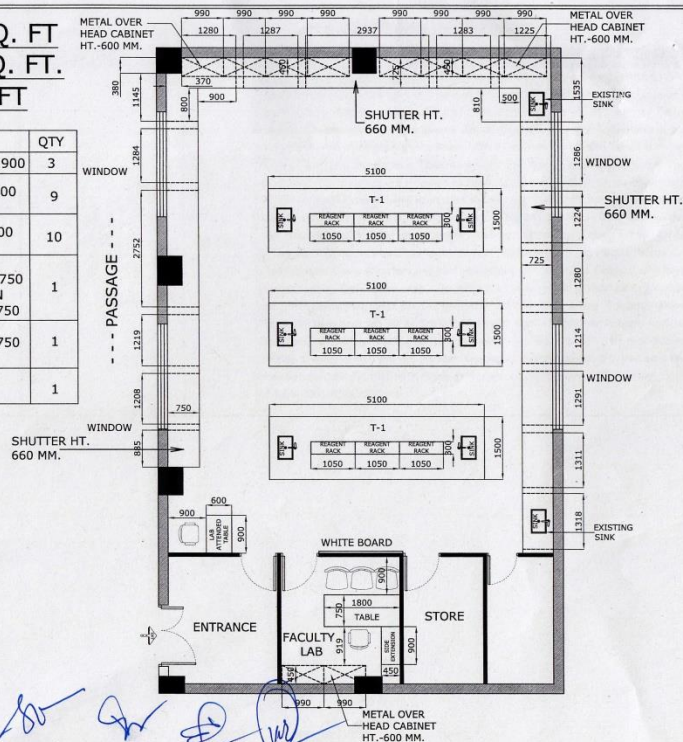 Q. FT
Q. FT.
FT
QTY
900 3
00 9
00 10
750 1
N
750
750 1
1
METAL OVER
HEAD CABINET
HT.-600 MM.
990 990 990 990 990 990 990
1280 1287 2937 1283 1225
METAL OVER
HEAD CABINET
HT.-600 MM.
380
450
725
450
370
900
800
1145
810
500
1535
EXISTING
SINK
SHUTTER HT.
660 MM.
WINDOW
1284
1286
WINDOW
SHUTTER HT.
660 MM.
1224
725
1280
2752
- - - PASSAGE - - -
5100
T-1
SINK
REAGENT RACK
REAGENT RACK
REAGENT RACK
1050 1050 1050
300
SINK
1500
5100
T-1
SINK
REAGENT RACK
REAGENT RACK
REAGENT RACK
1050 1050 1050
300
SINK
1500
1219
1214
WINDOW
1208
1291
750
WINDOW
885
SHUTTER HT.
660 MM.
5100
T-1
SINK
REAGENT RACK
REAGENT RACK
REAGENT RACK
1050 1050 1050
300
SINK
1500
1311
1318
EXISTING
SINK
600
900
LAB
ATTENDED
TABLE
900
WHITE BOARD
900
1800
750
TABLE
ENTRANCE
FACULTY
LAB
919
SIDE
EXTENSION
900
450
STORE
450
990 990
METAL OVER
HEAD CABINET
HT.-600 MM.